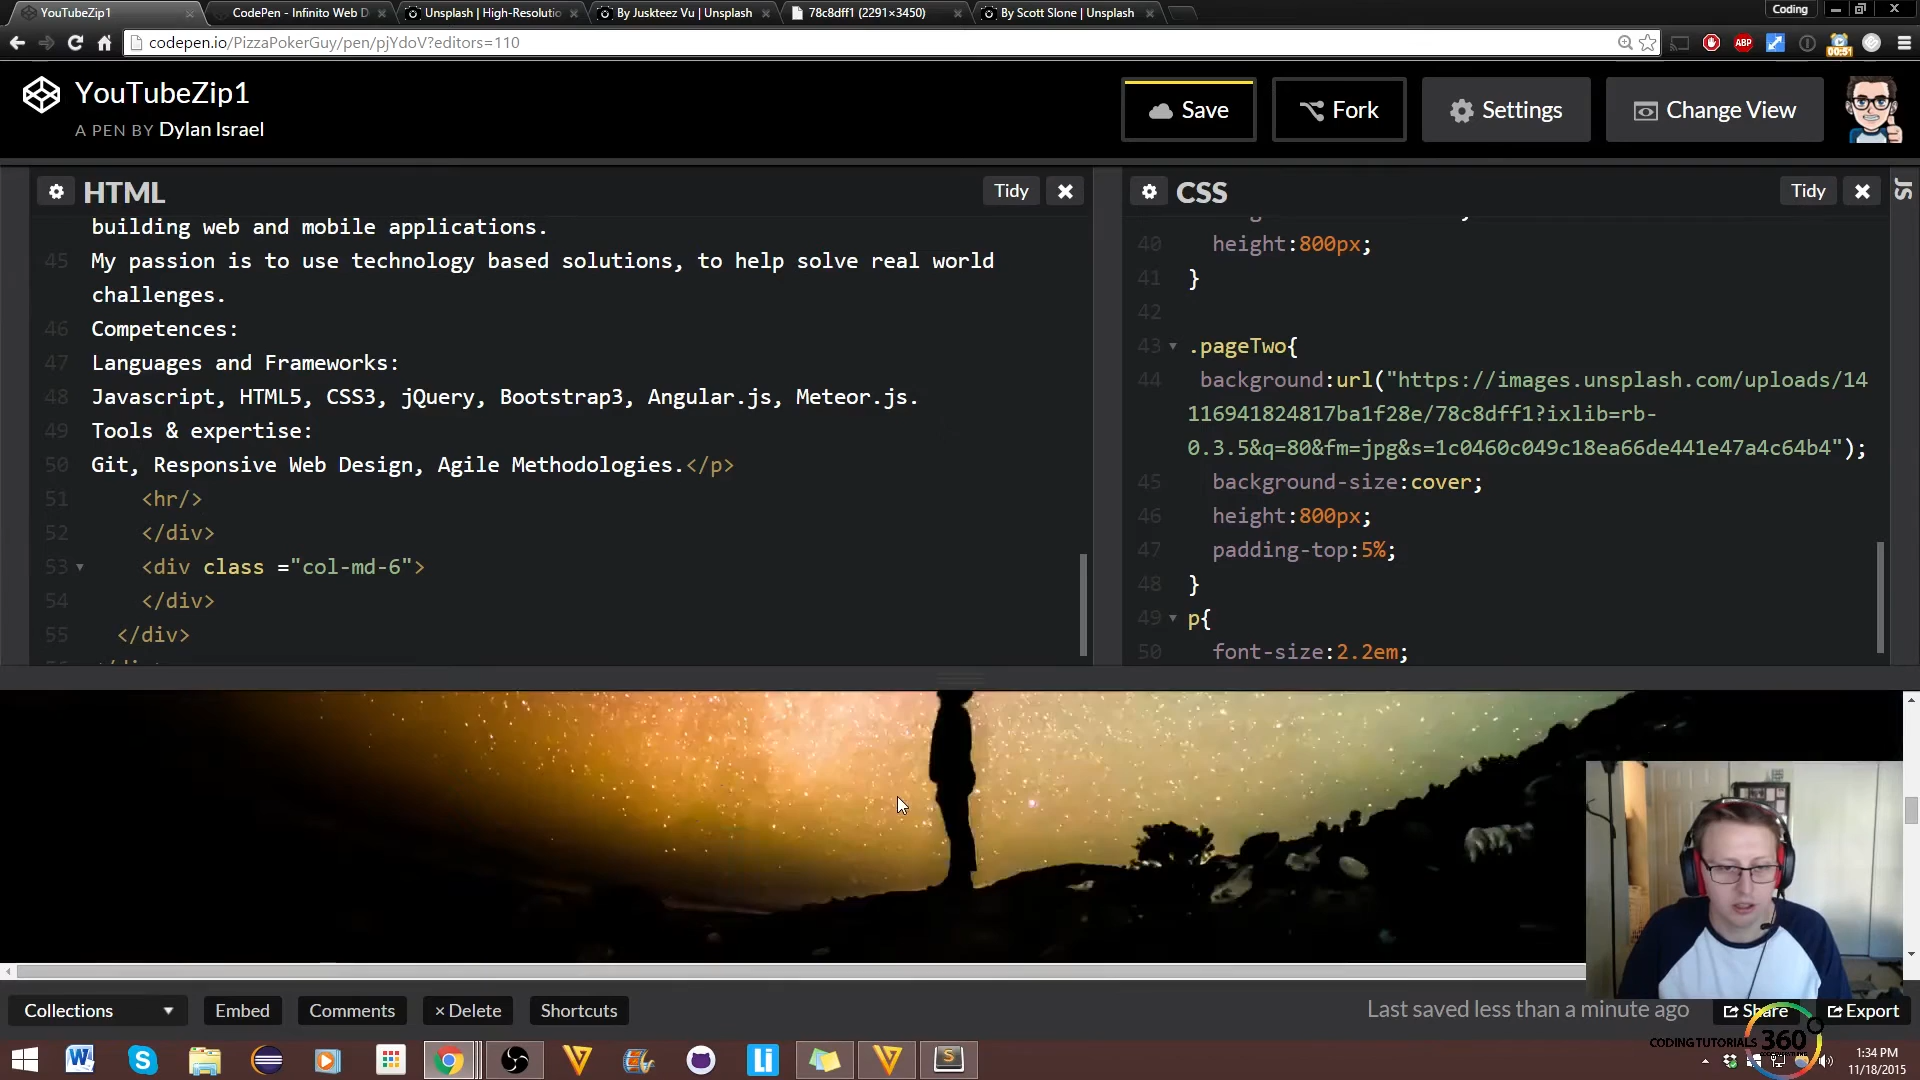 YouTubeZip1
CodePen - Infinito Web D
Unsplash | High-Resolutio
By Juskteez Vu | Unsplash
78c8dff1 (2291×3450)
By Scott Slone | Unsplash
Coding
codepen.io/PizzaPokerGuy/pen/pjYdoV?editors=110
ABP
00:51
YouTubeZip1
A PEN BY Dylan Israel
Save
Fork
Settings
Change View
HTML
Tidy
CSS
Tidy
JS
building web and mobile applications.
45 My passion is to use technology based solutions, to help solve real world
challenges.
46 Competences:
47 Languages and Frameworks:
48 Javascript, HTML5, CSS3, jQuery, Bootstrap3, Angular.js, Meteor.js.
49 Tools & expertise:
50 Git, Responsive Web Design, Agile Methodologies.</p>
51 <hr/>
52 </div>
53 <div class ="col-md-6">
54 </div>
55 </div>
40 height:800px;
41 }
42
43 .pageTwo{
44 background:url("https://images.unsplash.com/uploads/14
116941824817ba1f28e/78c8dff1?ixlib=rb-
0.3.5&q=80&fm=jpg&s=1c0460c049c18ea66de441e47a4c64b4");
45 background-size:cover;
46 height:800px;
47 padding-top:5%;
48 }
49 p{
50 font-size:2.2em;
Collections
Embed
Comments
× Delete
Shortcuts
Last saved less than a minute ago
Share
Export
CODING TUTORIALS 360
1:34 PM
11/18/2015